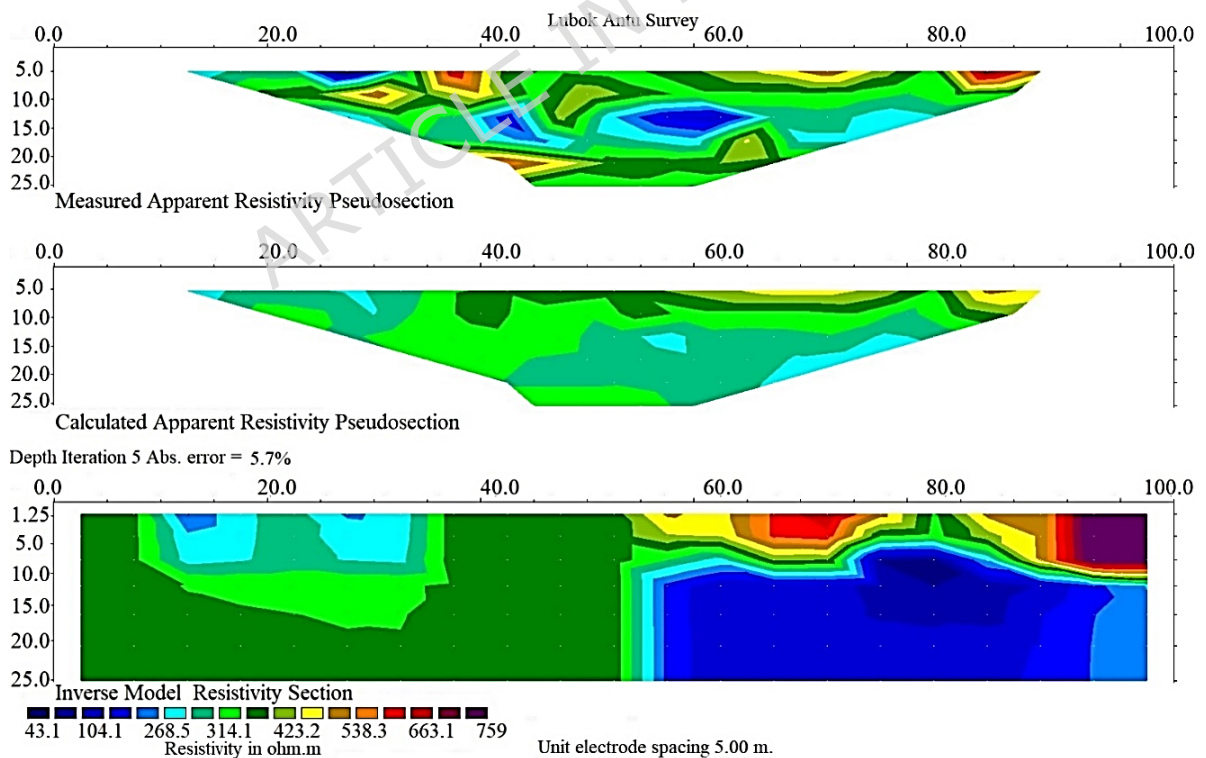 Lubok Antu Survey
0.0 20.0 40.0 60.0 80.0 100.0
5.0
10.0
15.0
20.0
25.0
Measured Apparent Resistivity Pseudosection
ARTICLE IN
0.0 20.0 40.0 60.0 80.0 100.0
5.0
10.0
15.0
20.0
25.0
Calculated Apparent Resistivity Pseudosection
Depth Iteration 5 Abs. error = 5.7%
0.0 20.0 40.0 60.0 80.0 100.0
1.25
5.0
10.0
15.0
20.0
25.0
Inverse Model Resistivity Section
43.1 104.1 268.5 314.1 423.2 538.3 663.1 759
Resistivity in ohm.m
Unit electrode spacing 5.00 m.